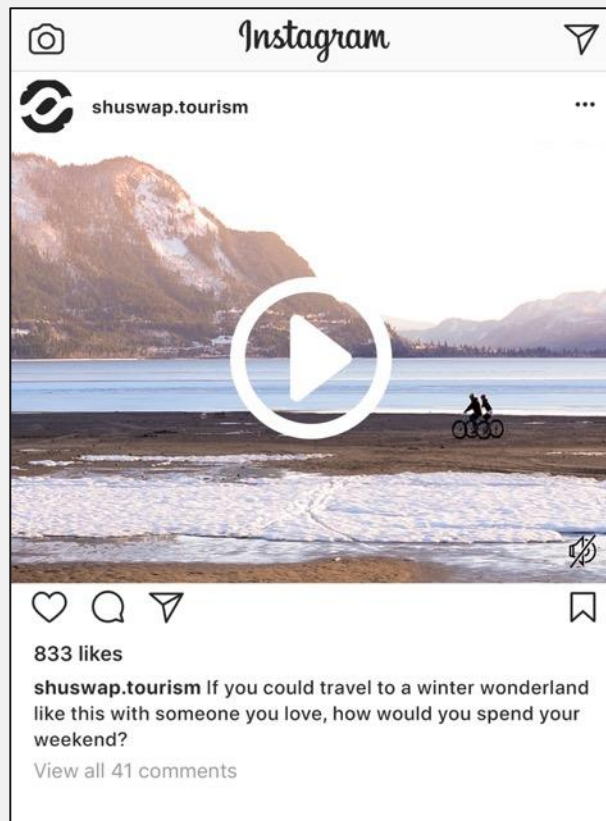 Instagram
shuswap.tourism
833 likes
shuswap.tourism If you could travel to a winter wonderland
like this with someone you love, how would you spend your
weekend?
View all 41 comments